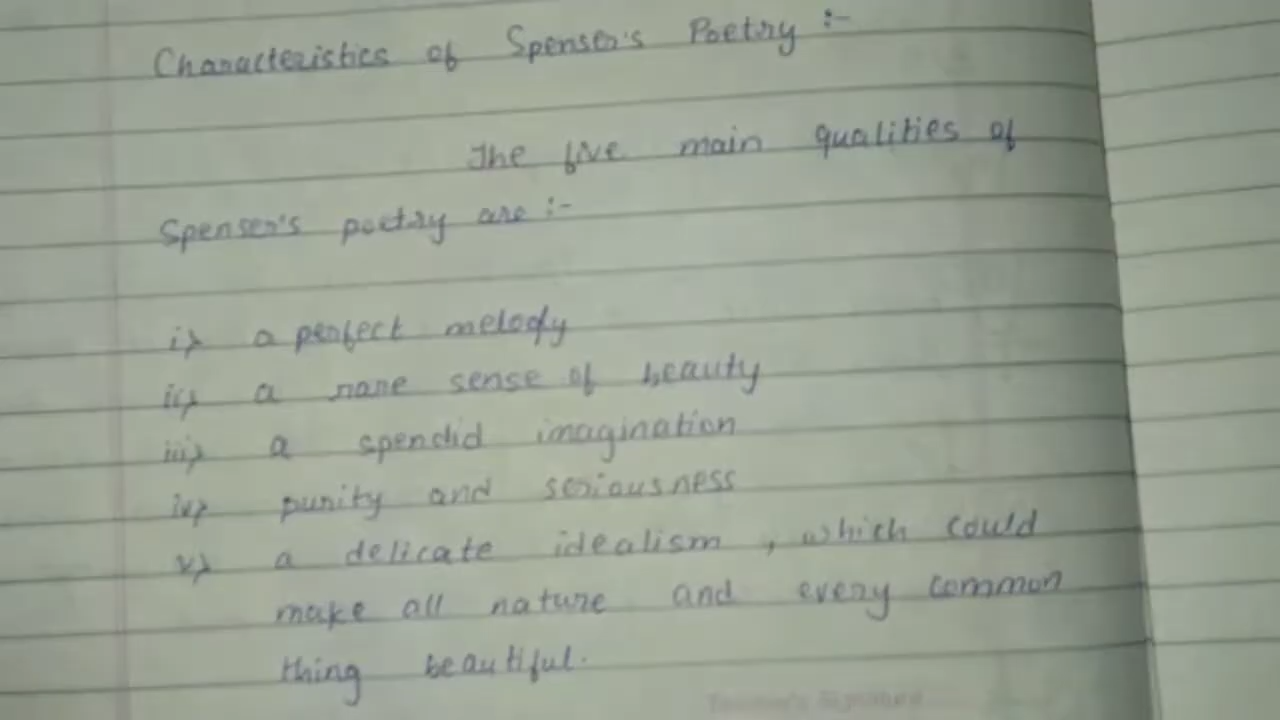 Characteristics of Spenser's Poetry :-
The five main qualities of
Spenser's poetry are :-
i) a perfect melody
ii) a rare sense of beauty
iii) a spendid imagination
iv) purity and seriousness
v) a delicate idealism, which could
make all nature and every common
thing beautiful.
Teacher's Signature